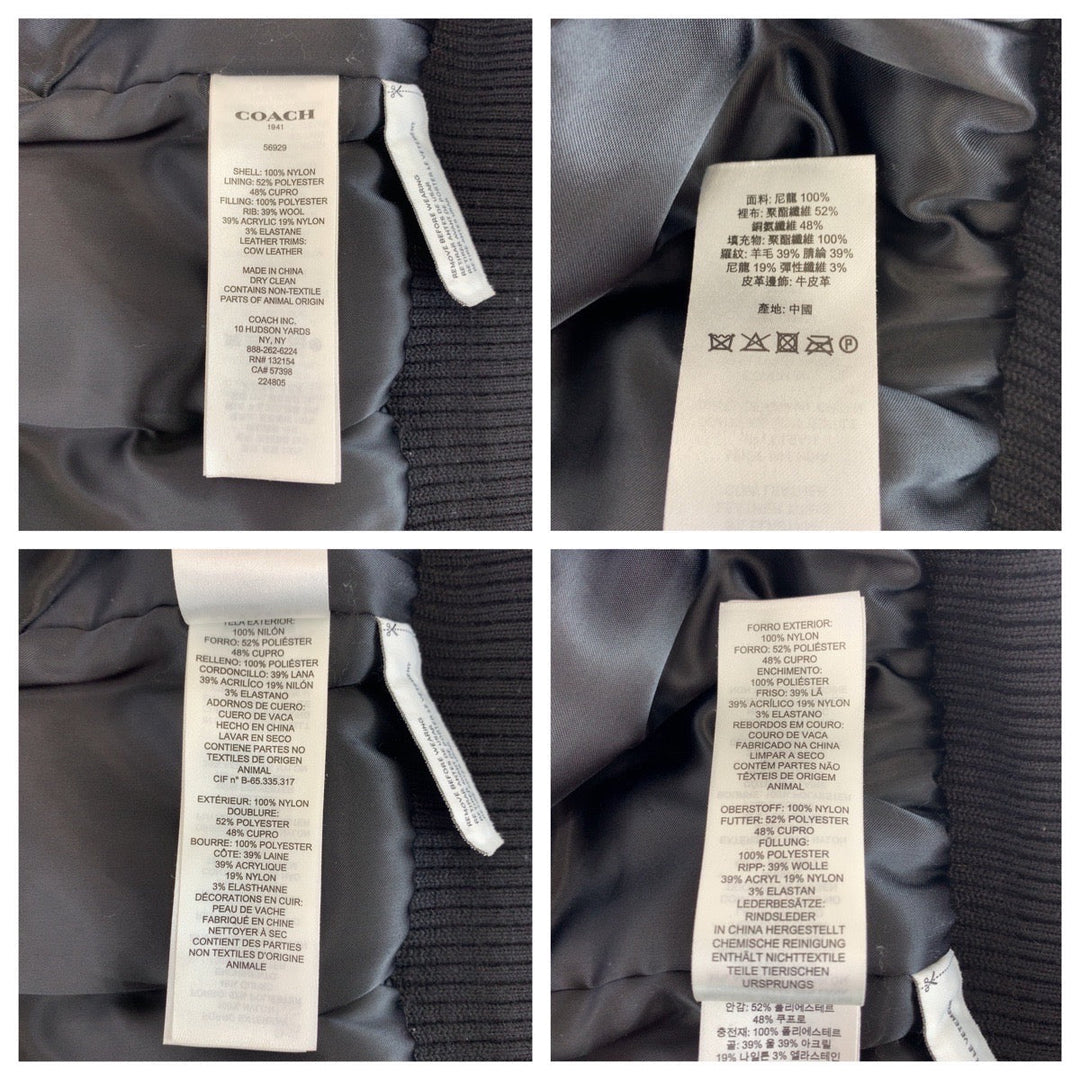 COACH
1941
56929
SHELL: 100% NYLON
LINING: 52% POLYESTER
48% CUPRO
FILLING: 100% POLYESTER
RIB: 39% WOOL
39% ACRYLIC 19% NYLON
3% ELASTANE
LEATHER TRIMS:
COW LEATHER
MADE IN CHINA
DRY CLEAN
CONTAINS NON-TEXTILE
PARTS OF ANIMAL ORIGIN
COACH INC.
10 HUDSON YARDS
NY, NY
888-262-6224
RN# 132154
CA# 57398
224805
REMOVE BEFORE WEARING
面料: 尼龍 100%
裡布: 聚酯纖維 52%
銅氨纖維 48%
填充物: 聚酯纖維 100%
羅紋: 羊毛 39% 腈綸 39%
尼龍 19% 彈性纖維 3%
皮革邊飾: 牛皮革
產地: 中國
P
TELA EXTERIOR:
100% NILÓN
FORRO: 52% POLIÉSTER
48% CUPRO
RELLENO: 100% POLIÉSTER
CORDONCILLO: 39% LANA
39% ACRÍLICO 19% NILÓN
3% ELASTANO
ADORNOS DE CUERO:
CUERO DE VACA
HECHO EN CHINA
LAVAR EN SECO
CONTIENE PARTES NO
TEXTILES DE ORIGEN
ANIMAL
CIF n° B-65.335.317
EXTÉRIEUR: 100% NYLON
DOUBLURE:
52% POLYESTER
48% CUPRO
BOURRE: 100% POLYESTER
CÔTE: 39% LAINE
39% ACRYLIQUE
19% NYLON
3% ELASTHANNE
DÉCORATIONS EN CUIR:
PEAU DE VACHE
FABRIQUÉ EN CHINE
NETTOYER À SEC
CONTIENT DES PARTIES
NON TEXTILES D'ORIGINE
ANIMALE
REMOVE BEFORE WEARING
FORRO EXTERIOR:
100% NYLON
FORRO: 52% POLIÉSTER
48% CUPRO
ENCHIMENTO:
100% POLIÉSTER
FRISO: 39% LÃ
39% ACRÍLICO 19% NYLON
3% ELASTANO
REBORDOS EM COURO:
COURO DE VACA
FABRICADO NA CHINA
LIMPAR A SECO
CONTÉM PARTES NÃO
TÊXTEIS DE ORIGEM
ANIMAL
OBERSTOFF: 100% NYLON
FUTTER: 52% POLYESTER
48% CUPRO
FÜLLUNG:
100% POLYESTER
RIPP: 39% WOLLE
39% ACRYL 19% NYLON
3% ELASTAN
LEDERBESÄTZE:
RINDSLEDER
IN CHINA HERGESTELLT
CHEMISCHE REINIGUNG
ENTHÄLT NICHTTEXTILE
TEILE TIERISCHEN
URSPRUNGS
안감: 52% 폴리에스테르
48% 쿠프로
충전재: 100% 폴리에스테르
골: 39% 울 39% 아크릴
19% 나일론 3% 엘라스테인